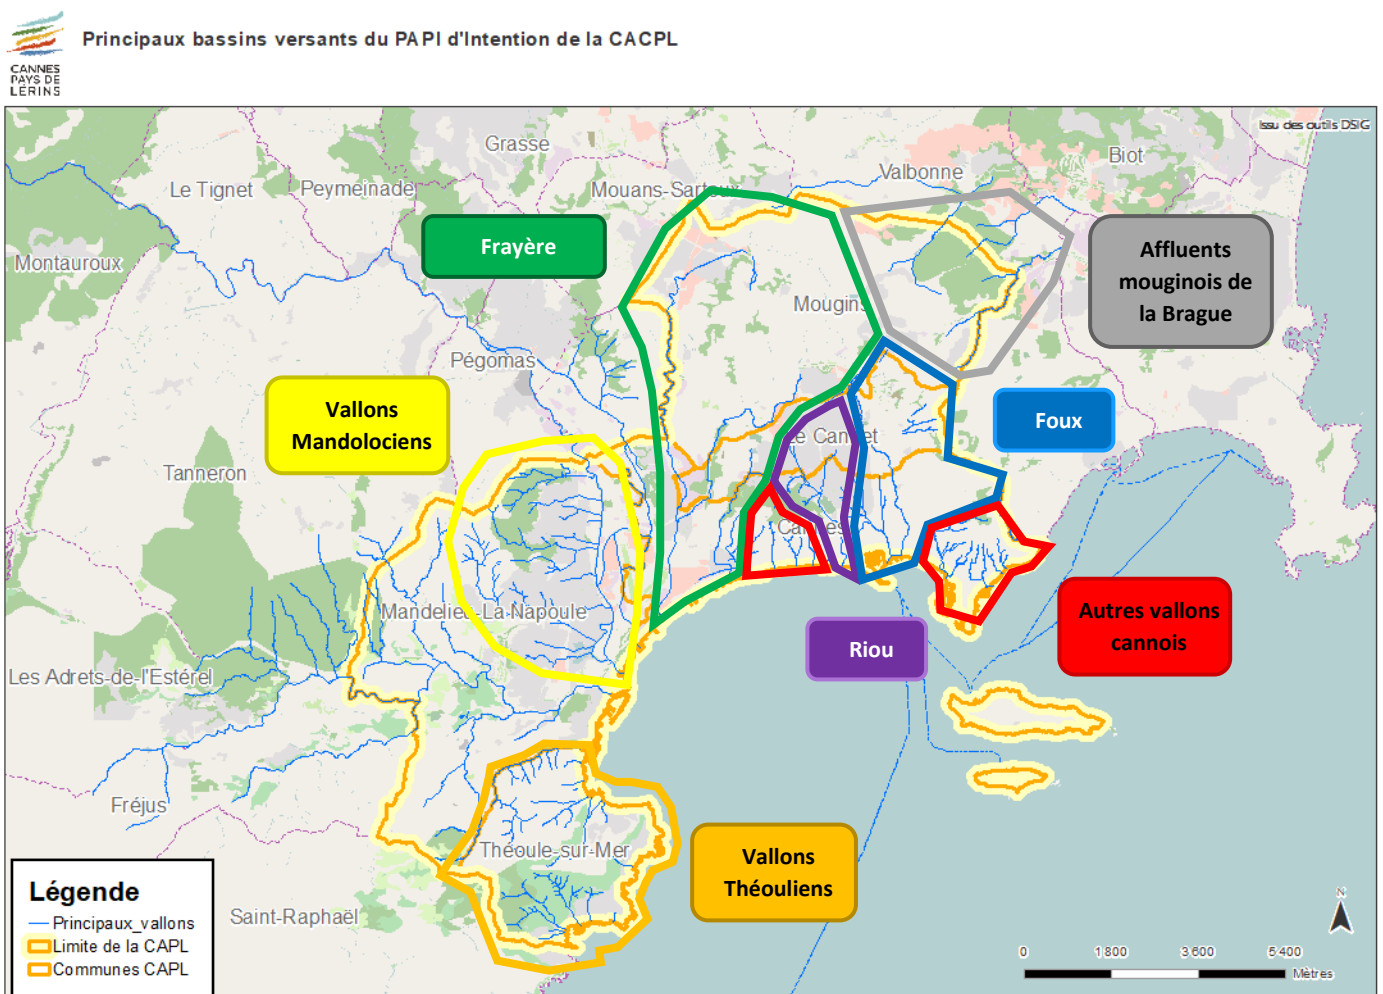 Principaux bassins versants du PAPI d'Intention de la CACPL
CANNES
PAYS DE
LÉRINS
Issu des outils DSIG
Grasse
Biot
Valbonne
Le Tignet
Peymeinade
Mouans-Sartoux
Frayère
Affluents
mouginois de
la Brague
Montauroux
Mougins
Pégomas
Vallons
Mandolociens
Foux
Le Cannet
Tanneron
Cannes
Mandelieu-La Napoule
Autres vallons
cannois
Riou
Les Adrets-de-l'Estérel
Fréjus
Théoule-sur-Mer
Vallons
Théouliens
Saint-Raphaël
Légende
Principaux_vallons
Limite de la CAPL
Communes CAPL
N
0 1 800 3 600 5 400
Mètres